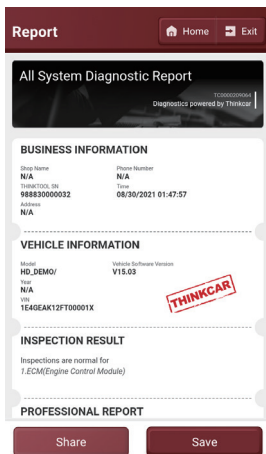 Report
Home
Exit
All System Diagnostic Report
TC0000209064
Diagnostics powered by Thinkcar
BUSINESS INFORMATION
Shop Name
Phone Number
N/A
N/A
THINKTOOL SN
Time
988830000032
08/30/2021 01:47:57
Address
N/A
VEHICLE INFORMATION
Model
Vehicle Software Version
HD_DEMO/
V15.03
Year
N/A
VIN
1E4GEAK12FT00001X
THINKCAR
INSPECTION RESULT
Inspections are normal for
1.ECM(Engine Control Module)
PROFESSIONAL REPORT
Share
Save